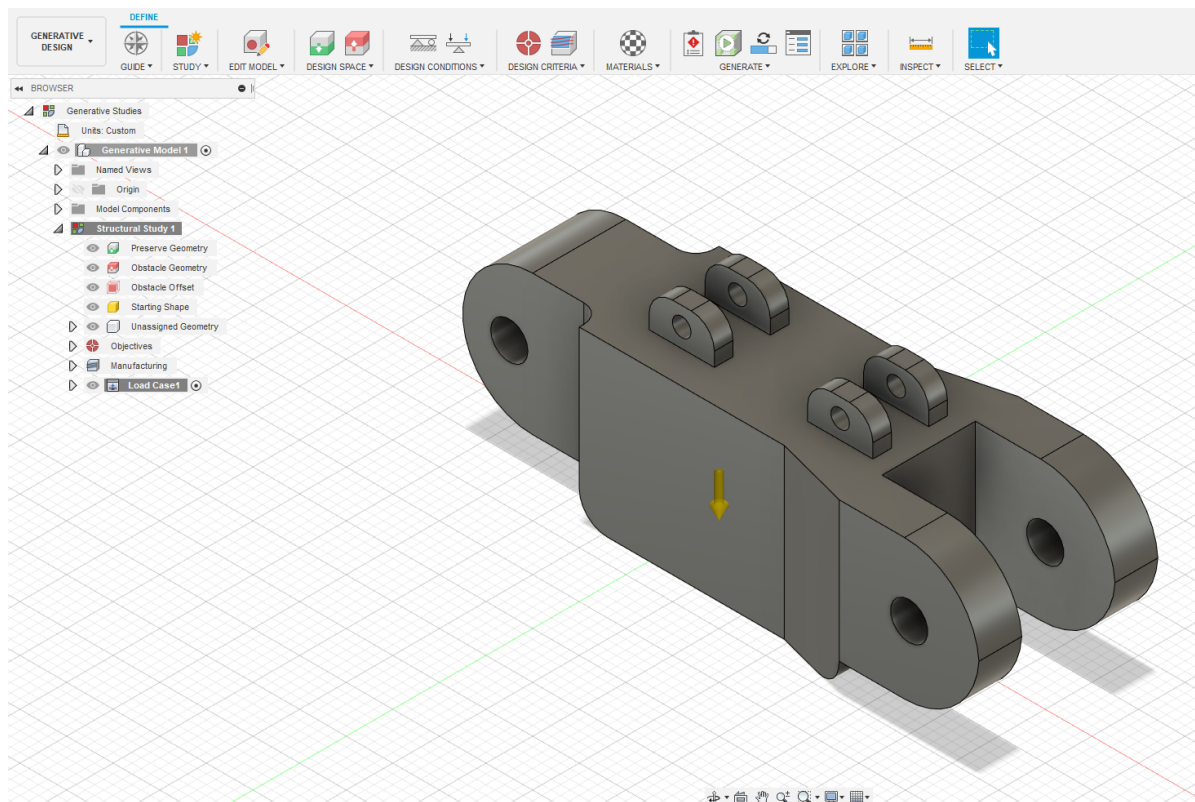 DEFINE
GENERATIVE DESIGN
GUIDE
STUDY
EDIT MODEL
DESIGN SPACE
DESIGN CONDITIONS
DESIGN CRITERIA
MATERIALS
GENERATE
EXPLORE
INSPECT
SELECT
BROWSER
Generative Studies
Units: Custom
Generative Model 1
Named Views
Origin
Model Components
Structural Study 1
Preserve Geometry
Obstacle Geometry
Obstacle Offset
Starting Shape
Unassigned Geometry
Objectives
Manufacturing
Load Case1